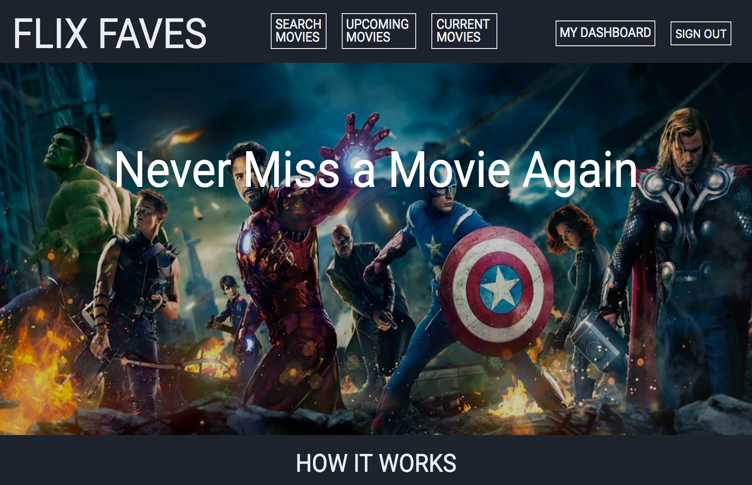 FLIX FAVES
SEARCH
MOVIES
UPCOMING
MOVIES
CURRENT
MOVIES
MY DASHBOARD
SIGN OUT
Never Miss a Movie Again
HOW IT WORKS